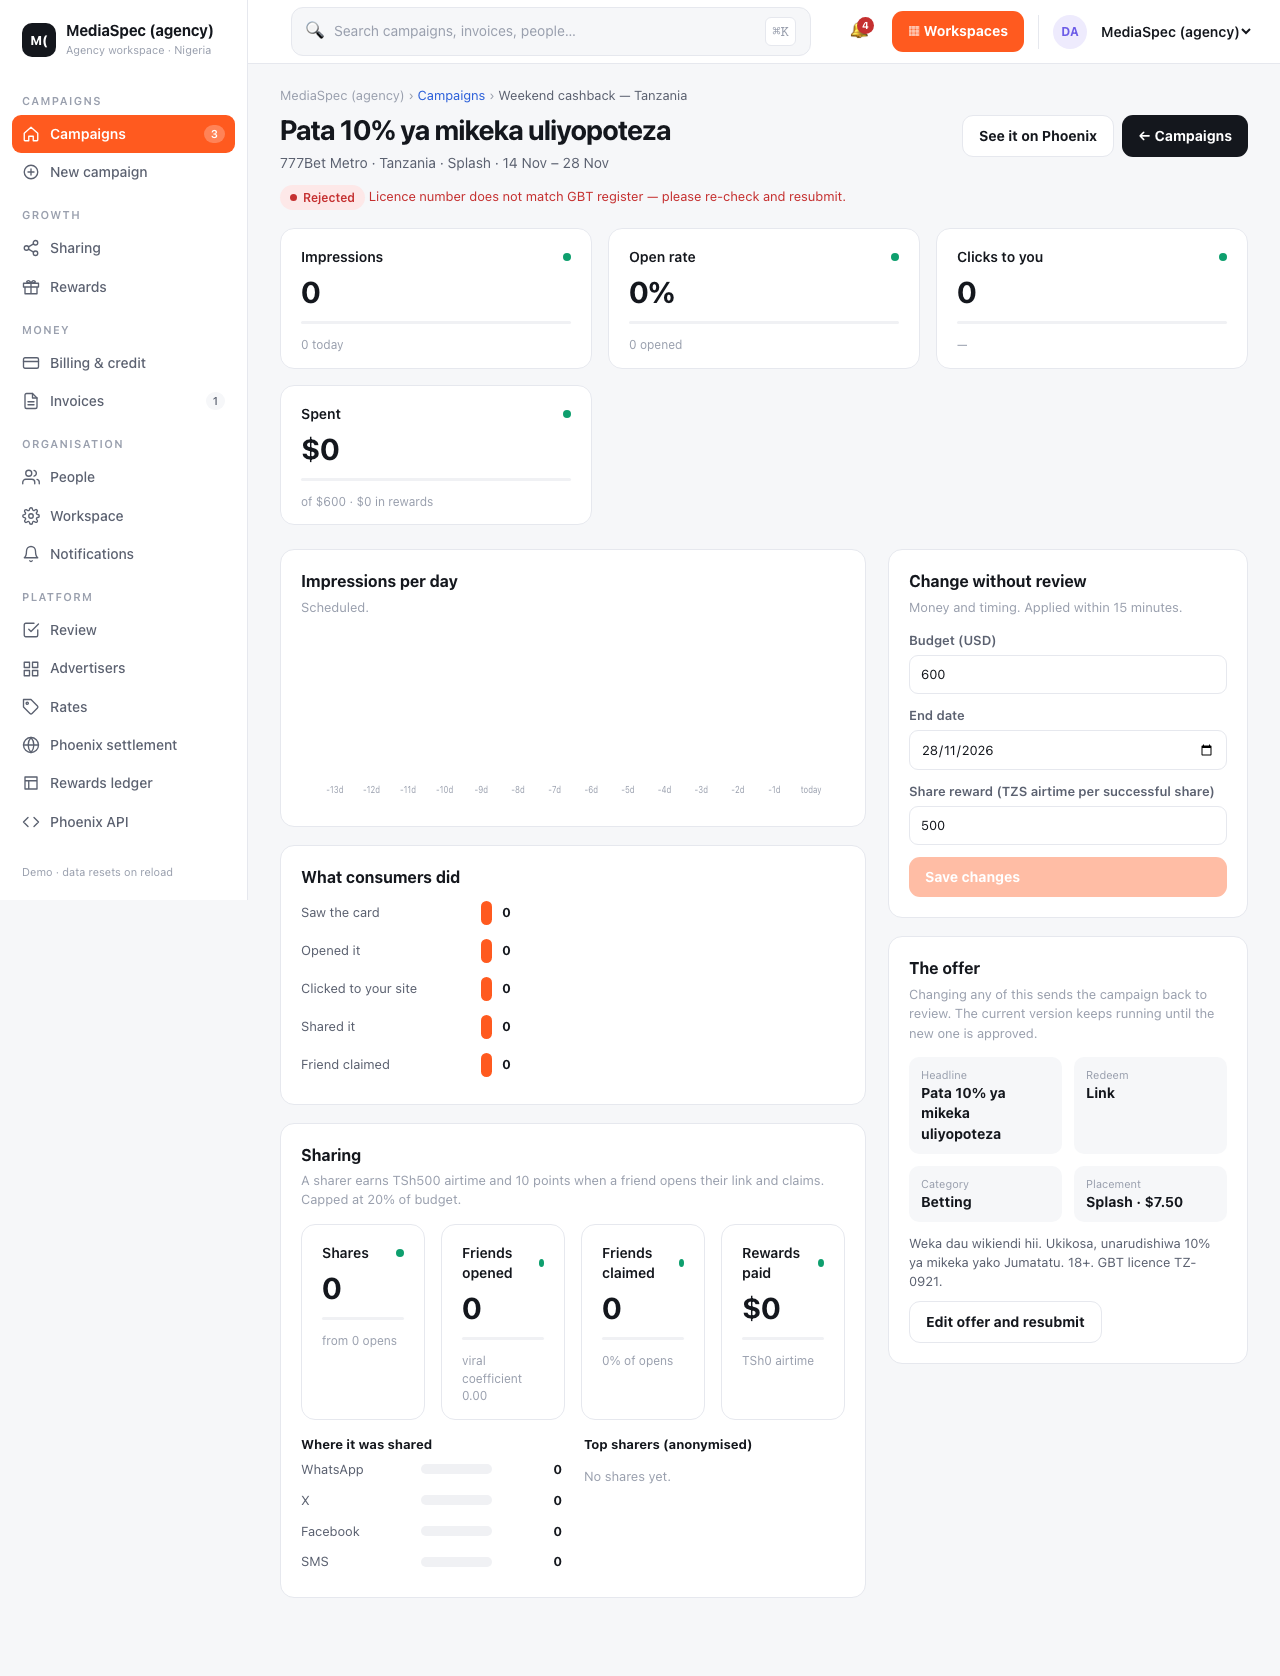 M(
MediaSpec (agency)
Agency workspace · Nigeria
CAMPAIGNS
Campaigns 3
New campaign
GROWTH
Sharing
Rewards
MONEY
Billing & credit
Invoices 1
ORGANISATION
People
Workspace
Notifications
PLATFORM
Review
Advertisers
Rates
Phoenix settlement
Rewards ledger
Phoenix API
Demo · data resets on reload
Search campaigns, invoices, people... ⌘K
4
Workspaces
DA
MediaSpec (agency)
MediaSpec (agency) › Campaigns › Weekend cashback — Tanzania
Pata 10% ya mikeka uliyopoteza
777Bet Metro · Tanzania · Splash · 14 Nov – 28 Nov
Rejected Licence number does not match GBT register — please re-check and resubmit.
See it on Phoenix
← Campaigns
Impressions
0
0 today
Open rate
0%
0 opened
Clicks to you
0
—
Spent
$0
of $600 · $0 in rewards
Impressions per day
Scheduled.
-13d -12d -11d -10d -9d -8d -7d -6d -5d -4d -3d -2d -1d today
What consumers did
Saw the card 0
Opened it 0
Clicked to your site 0
Shared it 0
Friend claimed 0
Sharing
A sharer earns TSh500 airtime and 10 points when a friend opens their link and claims.
Capped at 20% of budget.
Shares
0
from 0 opens
Friends
opened
0
viral
coefficient
0.00
Friends
claimed
0
0% of opens
Rewards
paid
$0
TSh0 airtime
Where it was shared
WhatsApp 0
X 0
Facebook 0
SMS 0
Top sharers (anonymised)
No shares yet.
Change without review
Money and timing. Applied within 15 minutes.
Budget (USD)
600
End date
28/11/2026
Share reward (TZS airtime per successful share)
500
Save changes
The offer
Changing any of this sends the campaign back to
review. The current version keeps running until the
new one is approved.
Headline
Pata 10% ya
mikeka
uliyopoteza
Redeem
Link
Category
Betting
Placement
Splash · $7.50
Weka dau wikiendi hii. Ukikosa, unarudishiwa 10%
ya mikeka yako Jumatatu. 18+. GBT licence TZ-
0921.
Edit offer and resubmit